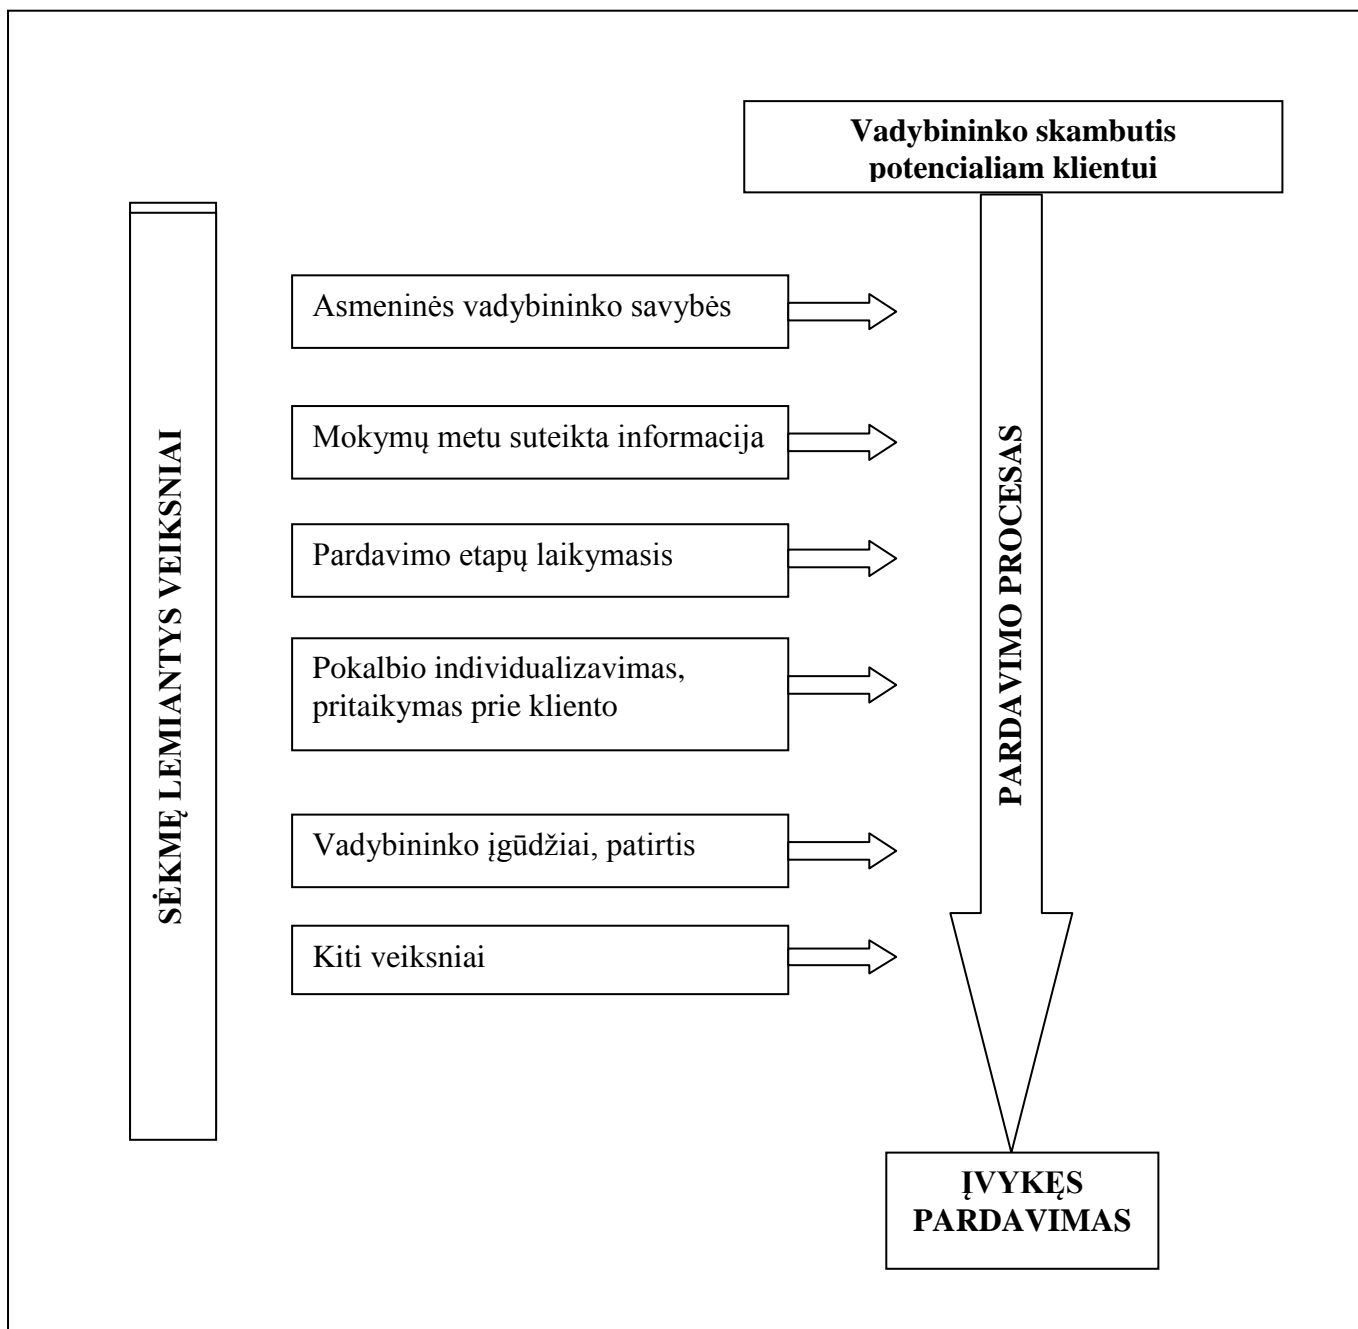 Vadybininko skambutis
potencialiam klientui
SĖKMĘ LEMIANTYS VEIKSNIAI
Asmeninės vadybininko savybės
Mokymų metu suteikta informacija
Pardavimo etapų laikymasis
Pokalbio individualizavimas,
pritaikymas prie kliento
Vadybininko įgūdžiai, patirtis
Kiti veiksniai
PARDAVIMO PROCESAS
ĮVYKĘS
PARDAVIMAS